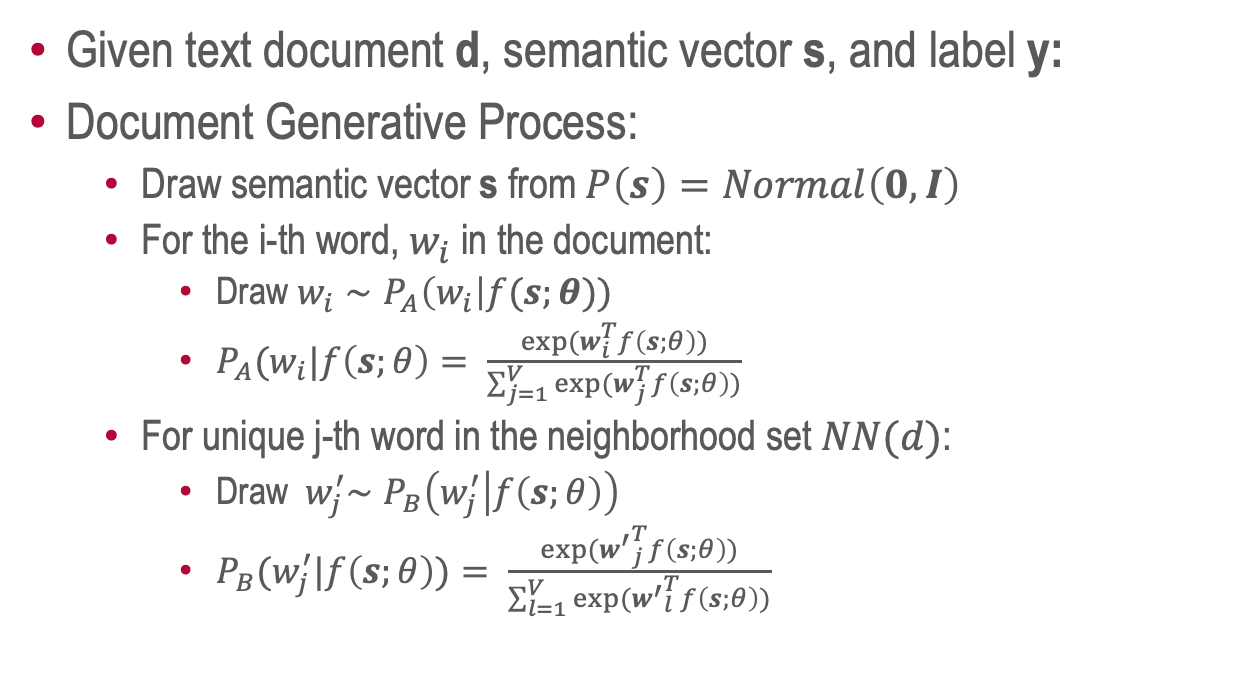 • Given text document d, semantic vector s, and label y:
• Document Generative Process:
• Draw semantic vector s from P(s) = Normal(0, I)
• For the i-th word, w_i in the document:
• Draw w_i ~ P_A(w_i|f(s; θ))
• P_A(w_i|f(s; θ) = exp(w_i^T f(s;θ)) / ∑_{j=1}^V exp(w_j^T f(s;θ))
• For unique j-th word in the neighborhood set NN(d):
• Draw w′_j ~ P_B(w′_j|f(s; θ))
• P_B(w′_j|f(s; θ)) = exp(w′_j^T f(s;θ)) / ∑_{l=1}^V exp(w′_l^T f(s;θ))